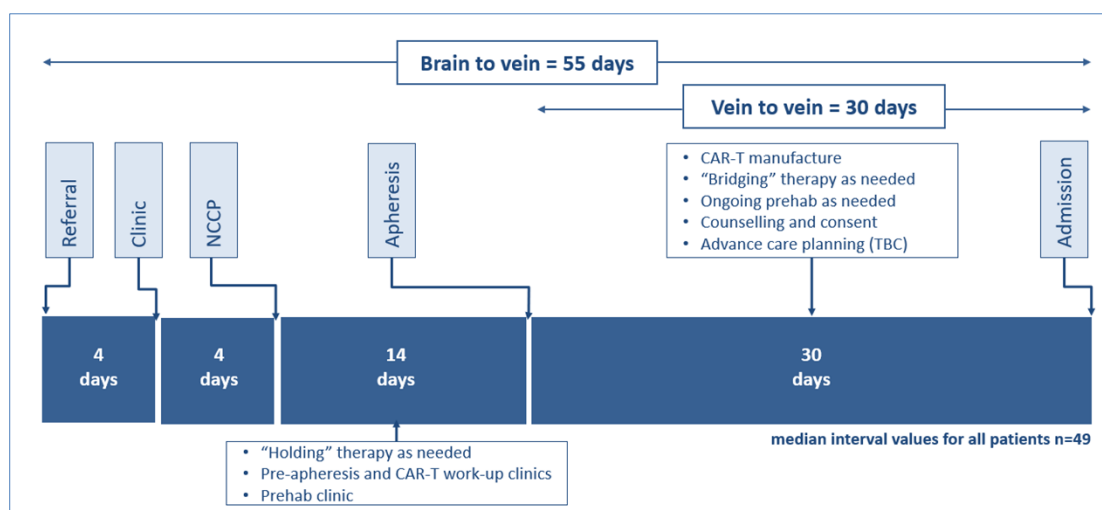 Brain to vein = 55 days
Vein to vein = 30 days
Referral
Clinic
NCCP
Apheresis
• CAR-T manufacture
• “Bridging” therapy as needed
• Ongoing prehab as needed
• Counselling and consent
• Advance care planning (TBC)
Admission
4
days
4
days
14
days
30
days
median interval values for all patients n=49
• “Holding” therapy as needed
• Pre-apheresis and CAR-T work-up clinics
• Prehab clinic